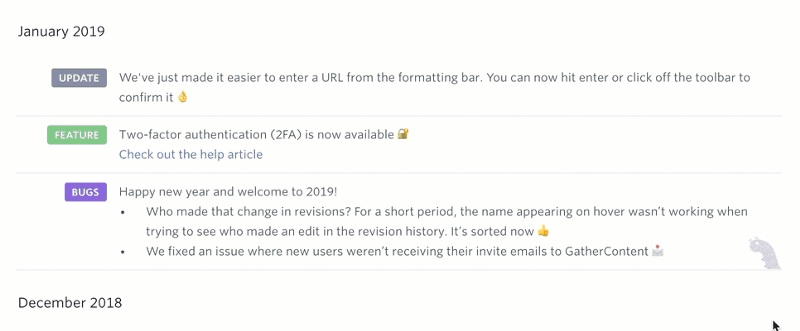 January 2019
UPDATE
We've just made it easier to enter a URL from the formatting bar. You can now hit enter or click off the toolbar to
confirm it 👌
FEATURE
Two-factor authentication (2FA) is now available 🔐
Check out the help article
BUGS
Happy new year and welcome to 2019!
• Who made that change in revisions? For a short period, the name appearing on hover wasn’t working when
trying to see who made an edit in the revision history. It’s sorted now 👍
• We fixed an issue where new users weren’t receiving their invite emails to GatherContent 💌
December 2018